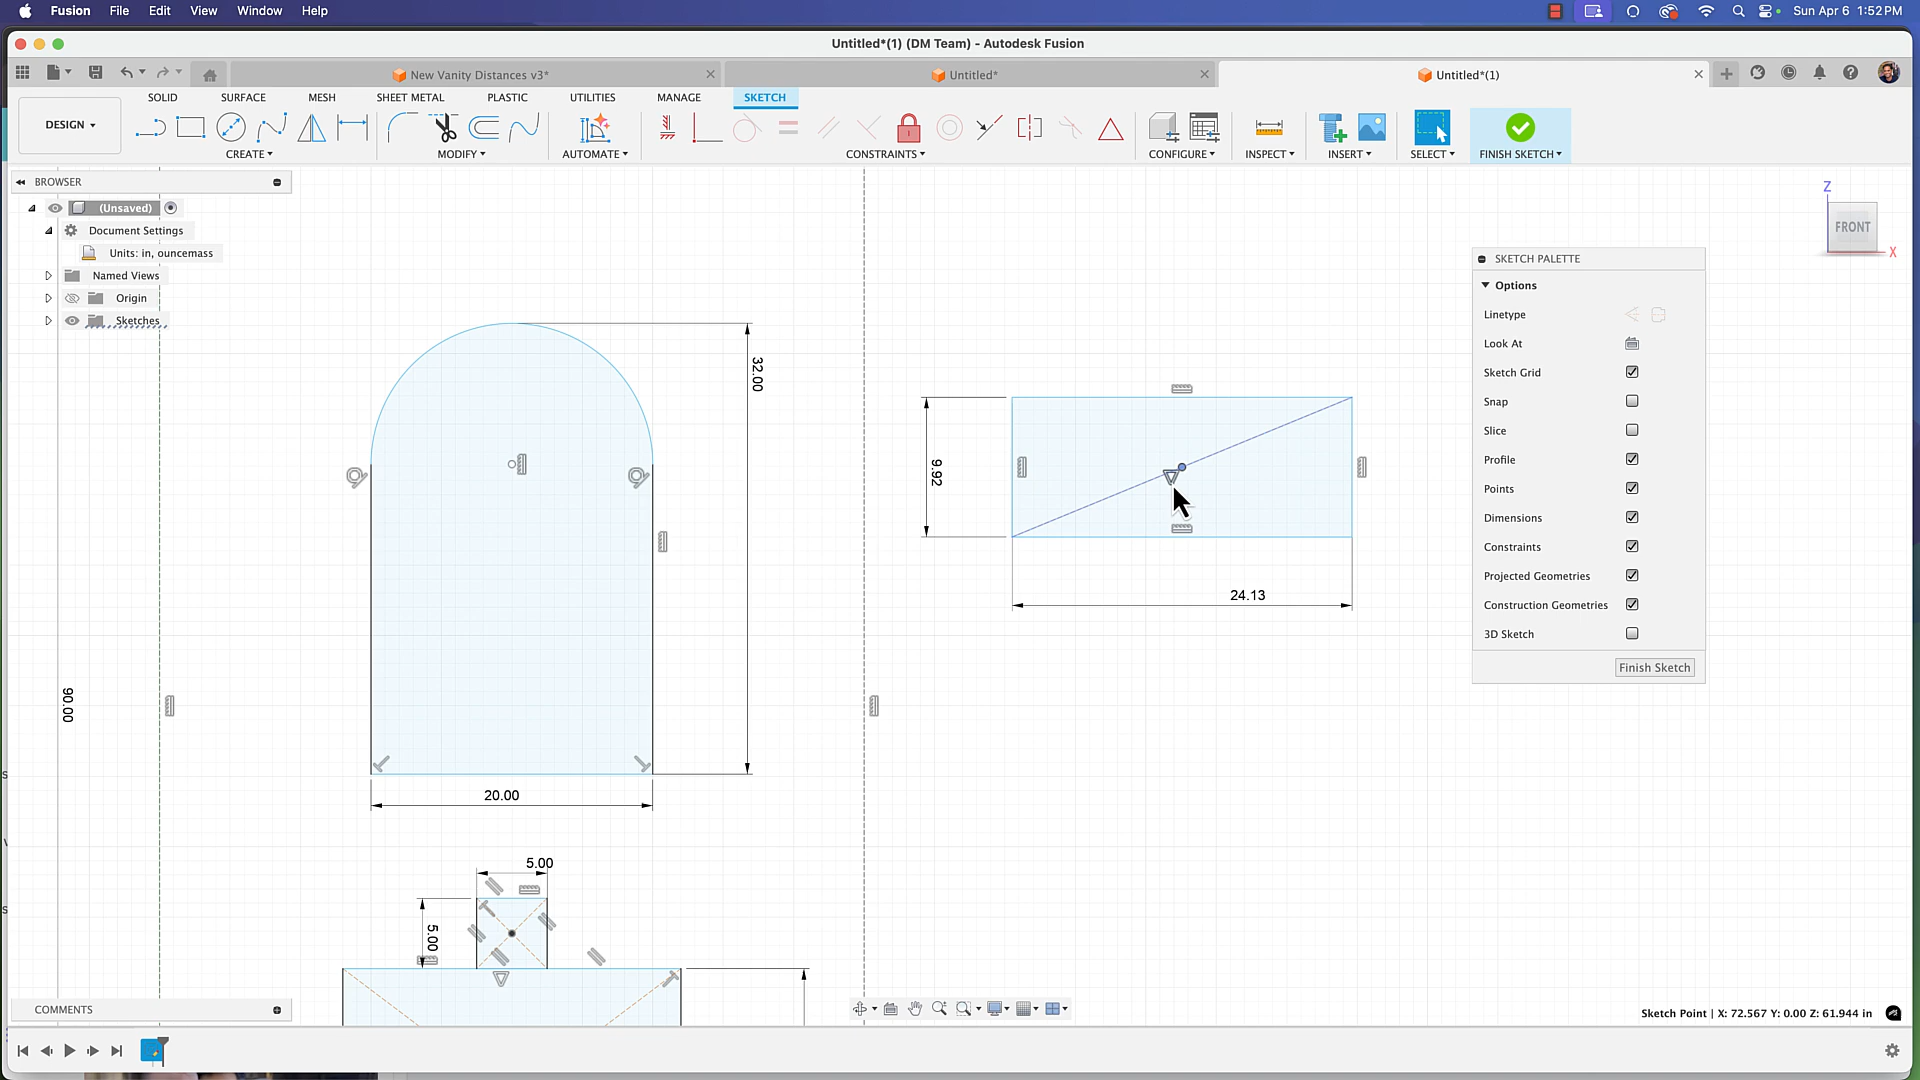 Fusion File Edit View Window Help
Sun Apr 6 1:52 PM
Untitled*(1) (DM Team) - Autodesk Fusion
New Vanity Distances v3*
Untitled*
Untitled*(1)
SOLID SURFACE MESH SHEET METAL PLASTIC UTILITIES MANAGE SKETCH
DESIGN
CREATE MODIFY AUTOMATE CONSTRAINTS CONFIGURE INSPECT INSERT SELECT FINISH SKETCH
BROWSER
(Unsaved)
Document Settings
Units: in, ouncemass
Named Views
Origin
Sketches
FRONT
Z
X
SKETCH PALETTE
Options
Linetype
Look At
Sketch Grid
Snap
Slice
Profile
Points
Dimensions
Constraints
Projected Geometries
Construction Geometries
3D Sketch
Finish Sketch
32.00
9.92
24.13
90.00
20.00
5.00
5.00
COMMENTS
Sketch Point | X: 72.567 Y: 0.00 Z: 61.944 in